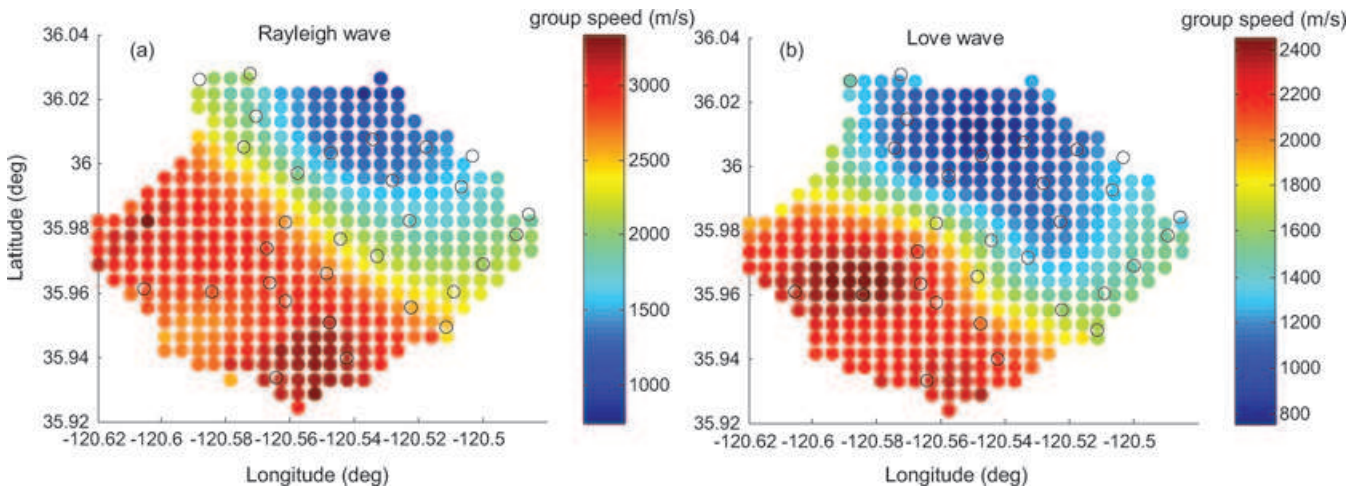 group speed (m/s)
36.04
(a)
Rayleigh wave
36.02
36
35.98
35.96
35.94
35.92
Latitude (deg)
-120.62 -120.6 -120.58 -120.56 -120.54 -120.52 -120.5
Longitude (deg)
3000
2500
2000
1500
1000
group speed (m/s)
36.04
(b)
Love wave
36.02
36
35.98
35.96
35.94
35.92
-120.62 -120.6 -120.58 -120.56 -120.54 -120.52 -120.5
Longitude (deg)
2400
2200
2000
1800
1600
1400
1200
1000
800